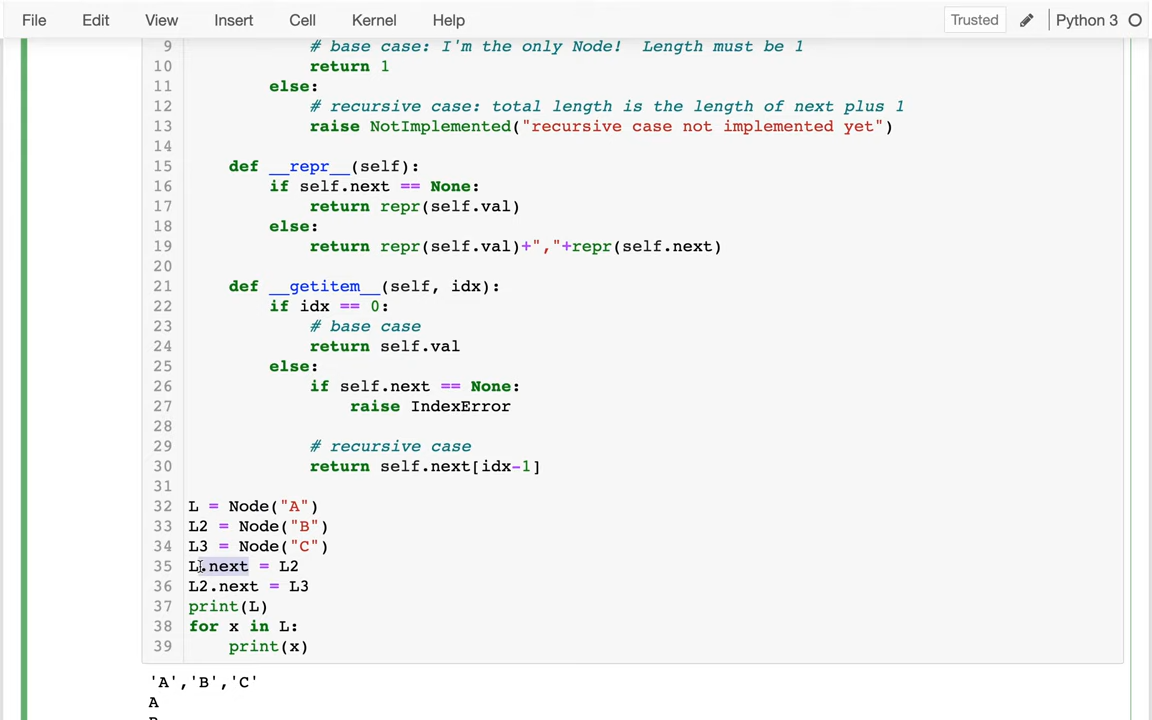 File Edit View Insert Cell Kernel Help Trusted Python 3
9 # base case: I'm the only Node!  Length must be 1
10 return 1
11 else:
12 # recursive case: total length is the length of next plus 1
13 raise NotImplemented("recursive case not implemented yet")
14
15 def __repr__(self):
16 if self.next == None:
17 return repr(self.val)
18 else:
19 return repr(self.val)+","+repr(self.next)
20
21 def __getitem__(self, idx):
22 if idx == 0:
23 # base case
24 return self.val
25 else:
26 if self.next == None:
27 raise IndexError
28
29 # recursive case
30 return self.next[idx-1]
31
32 L = Node("A")
33 L2 = Node("B")
34 L3 = Node("C")
35 L.next = L2
36 L2.next = L3
37 print(L)
38 for x in L:
39 print(x)
'A','B','C'
A